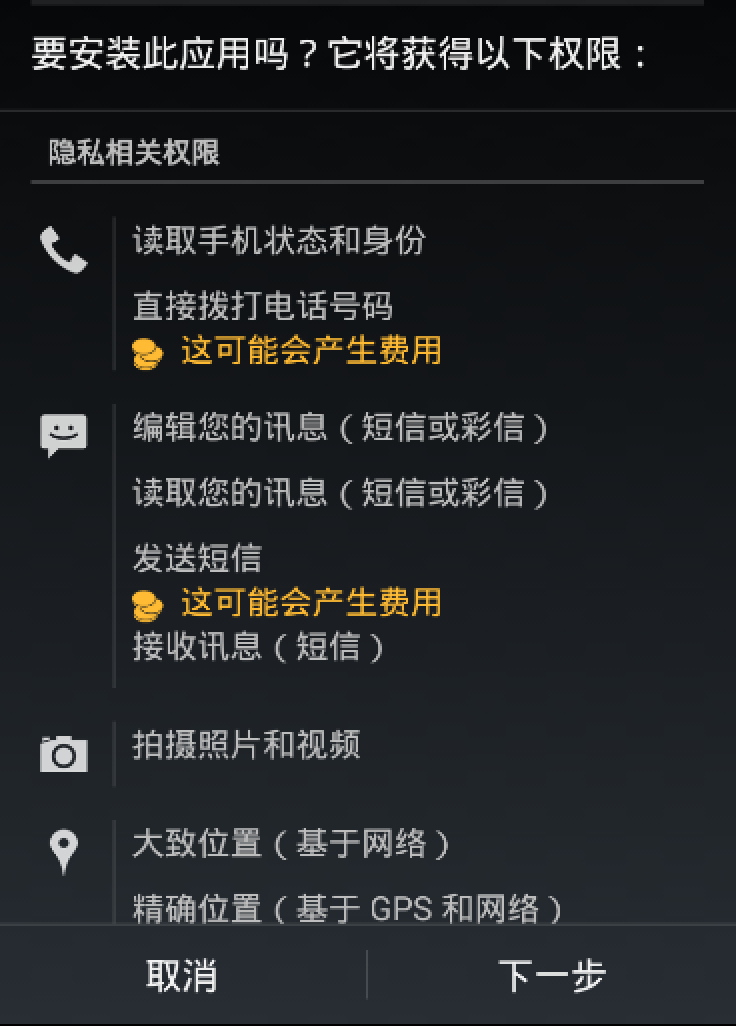 要安装此应用吗？它将获得以下权限：
隐私相关权限
读取手机状态和身份
直接拨打电话号码
这可能会产生费用
编辑您的讯息（短信或彩信）
读取您的讯息（短信或彩信）
发送短信
这可能会产生费用
接收讯息（短信）
拍摄照片和视频
大致位置（基于网络）
精确位置（基于 GPS 和网络）
取消
下一步